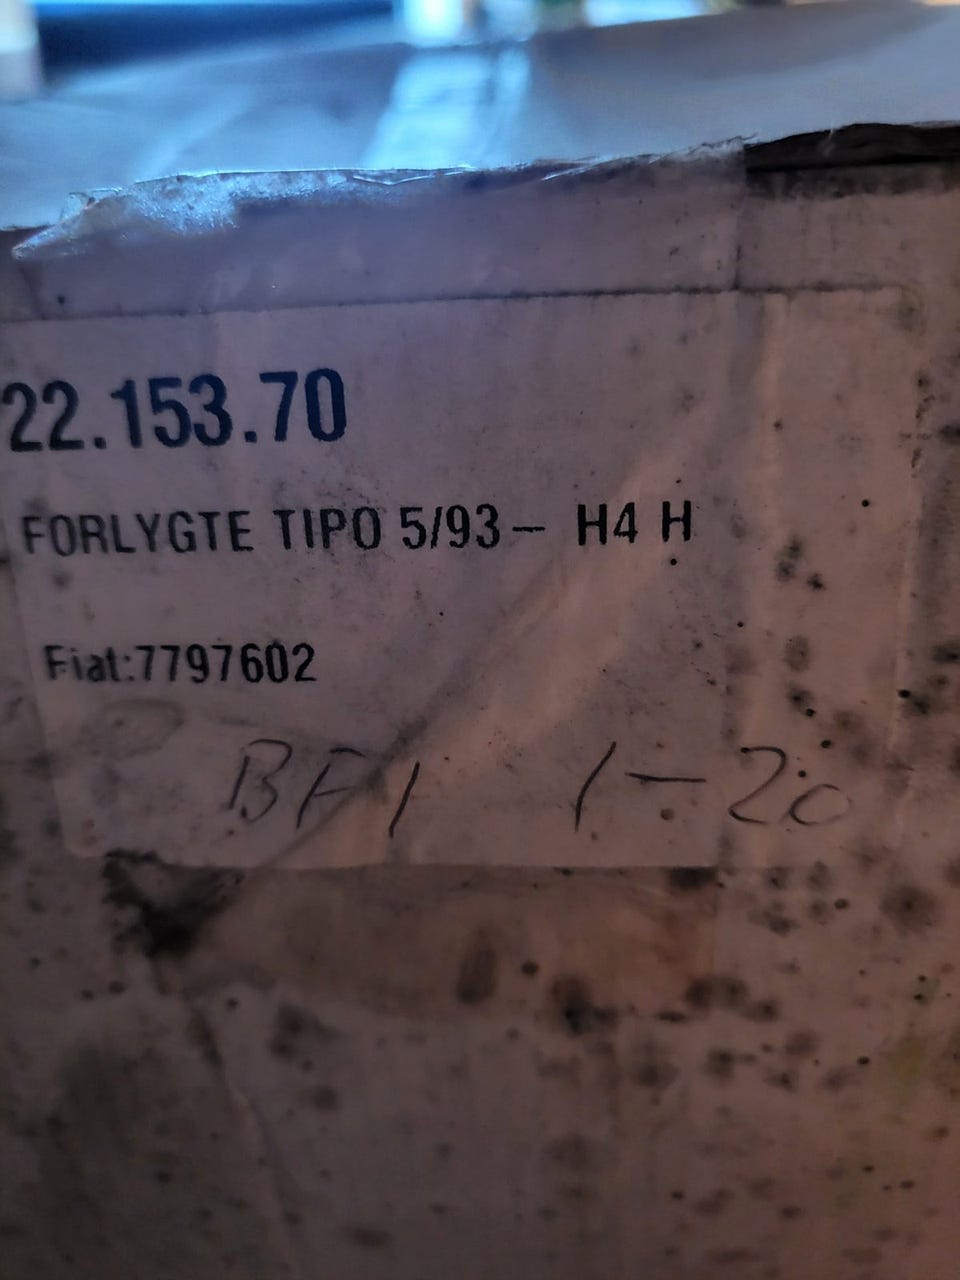 22.153.70
FORLYGTE TIPO 5/93- H4 H
Fiat:7797602
BF1 1-20